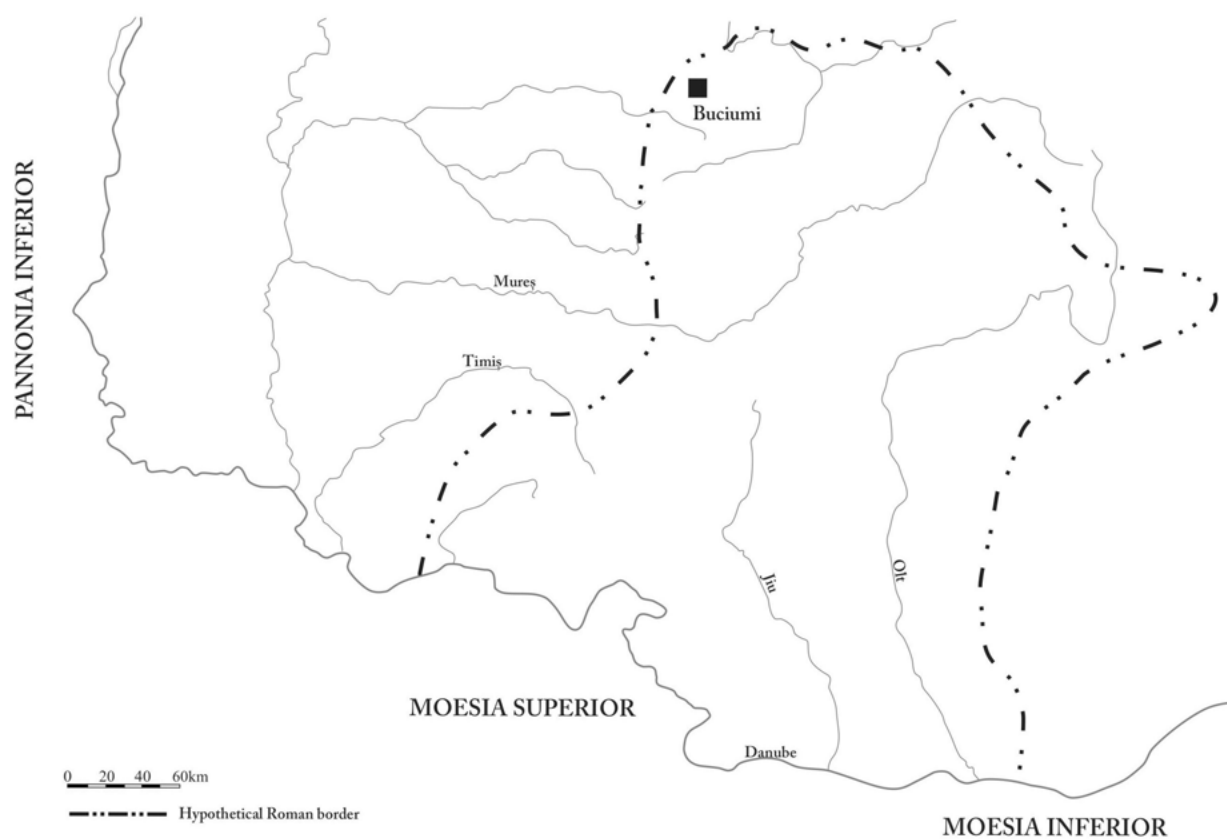 Buciumi
PANNONIA INFERIOR
Mureș
Timiș
Jiu
Olt
MOESIA SUPERIOR
Danube
0 20 40 60km
Hypothetical Roman border
MOESIA INFERIOR